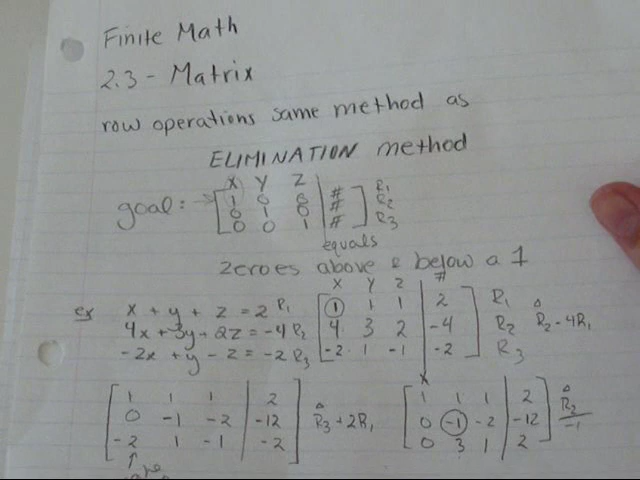 Finite Math
2.3 - Matrix
row operations same method as
ELIMINATION method
X Y Z
goal: 1 0 0 # R1
0 1 0 # R2
0 0 1 # R3
equals
zeroes above & below a 1
X Y Z #
ex x + y + z = 2 R1 1 1 1 2 R1
4x + 3y + 2z = -4 R2 4 3 2 -4 R2 R2 - 4R1
-2x + y - z = -2 R3 -2 1 -1 -2 R3
1 1 1 2
0 -1 -2 -12 R3 + 2R1
-2 1 -1 -2
x
1 1 1 2
0 -1 -2 -12 R2/-1
0 3 1 2